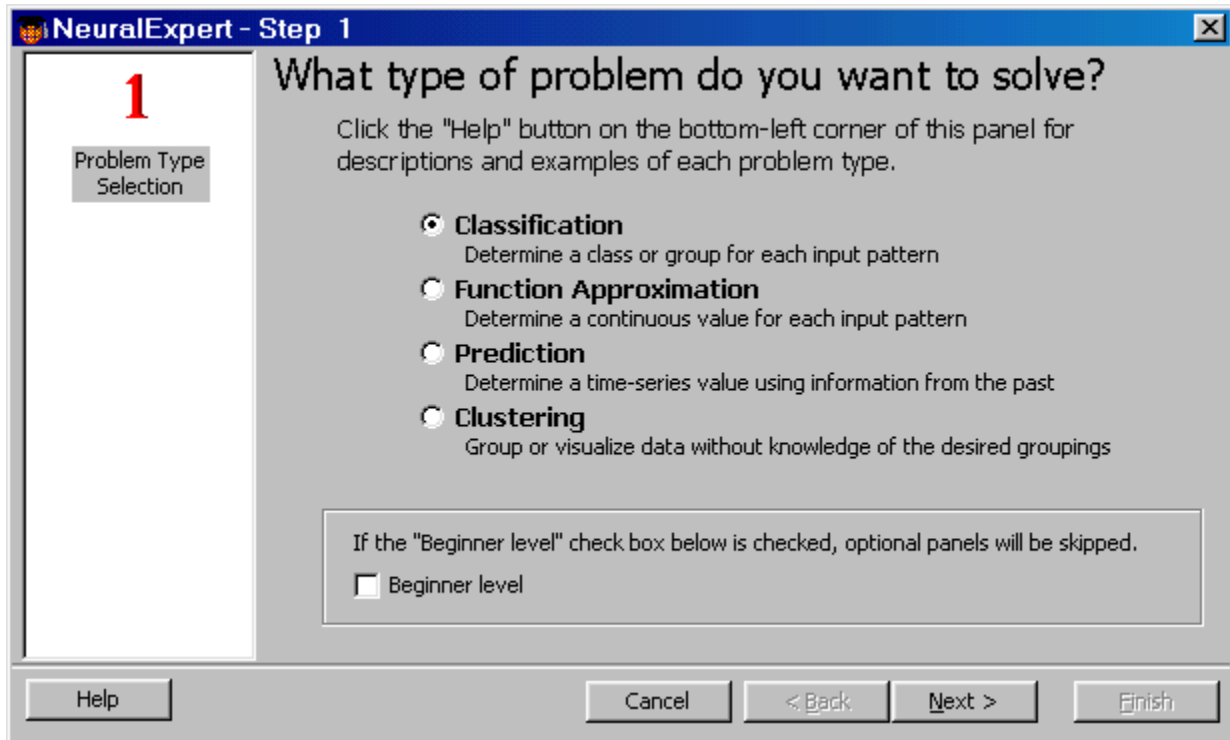 NeuralExpert - Step 1
1
Problem Type
Selection
What type of problem do you want to solve?
Click the "Help" button on the bottom-left corner of this panel for
descriptions and examples of each problem type.
Classification
Determine a class or group for each input pattern
Function Approximation
Determine a continuous value for each input pattern
Prediction
Determine a time-series value using information from the past
Clustering
Group or visualize data without knowledge of the desired groupings
If the "Beginner level" check box below is checked, optional panels will be skipped.
Beginner level
Help
Cancel
< Back
Next >
Finish